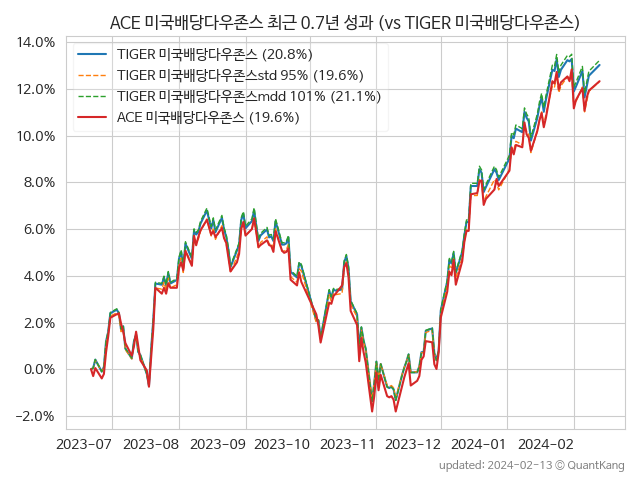 ACE 미국배당다우존스 최근 0.7년 성과 (vs TIGER 미국배당다우존스)
14.0%
12.0%
10.0%
8.0%
6.0%
4.0%
2.0%
0.0%
−2.0%
TIGER 미국배당다우존스 (20.8%)
TIGER 미국배당다우존스std 95% (19.6%)
TIGER 미국배당다우존스mdd 101% (21.1%)
ACE 미국배당다우존스 (19.6%)
2023-07 2023-08 2023-09 2023-10 2023-11 2023-12 2024-01 2024-02
updated: 2024-02-13 © QuantKang